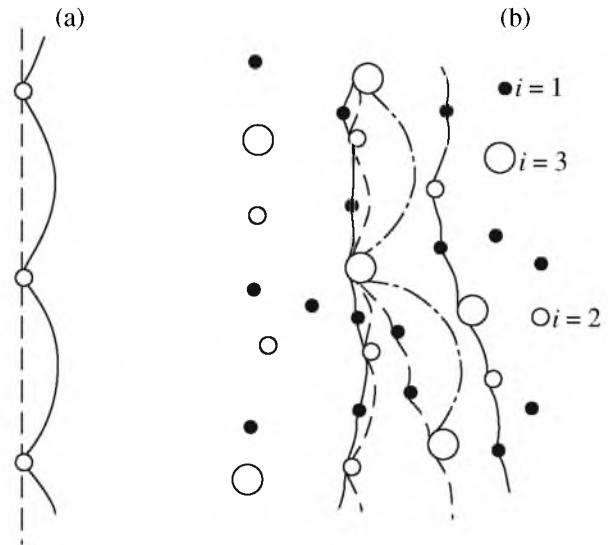 (a)
(b)
i = 1
i = 3
i = 2